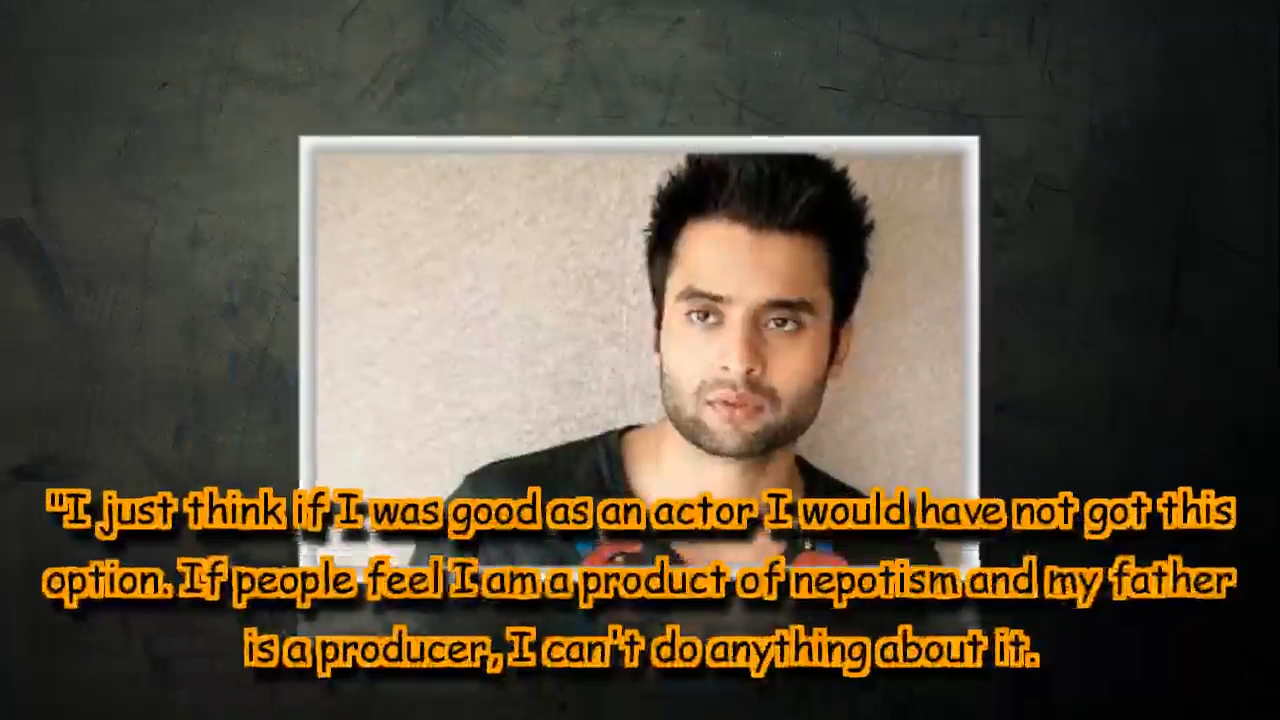 "I just think if I was good as an actor I would have not got this
option. If people feel I am a product of nepotism and my father
is a producer, I can't do anything about it.